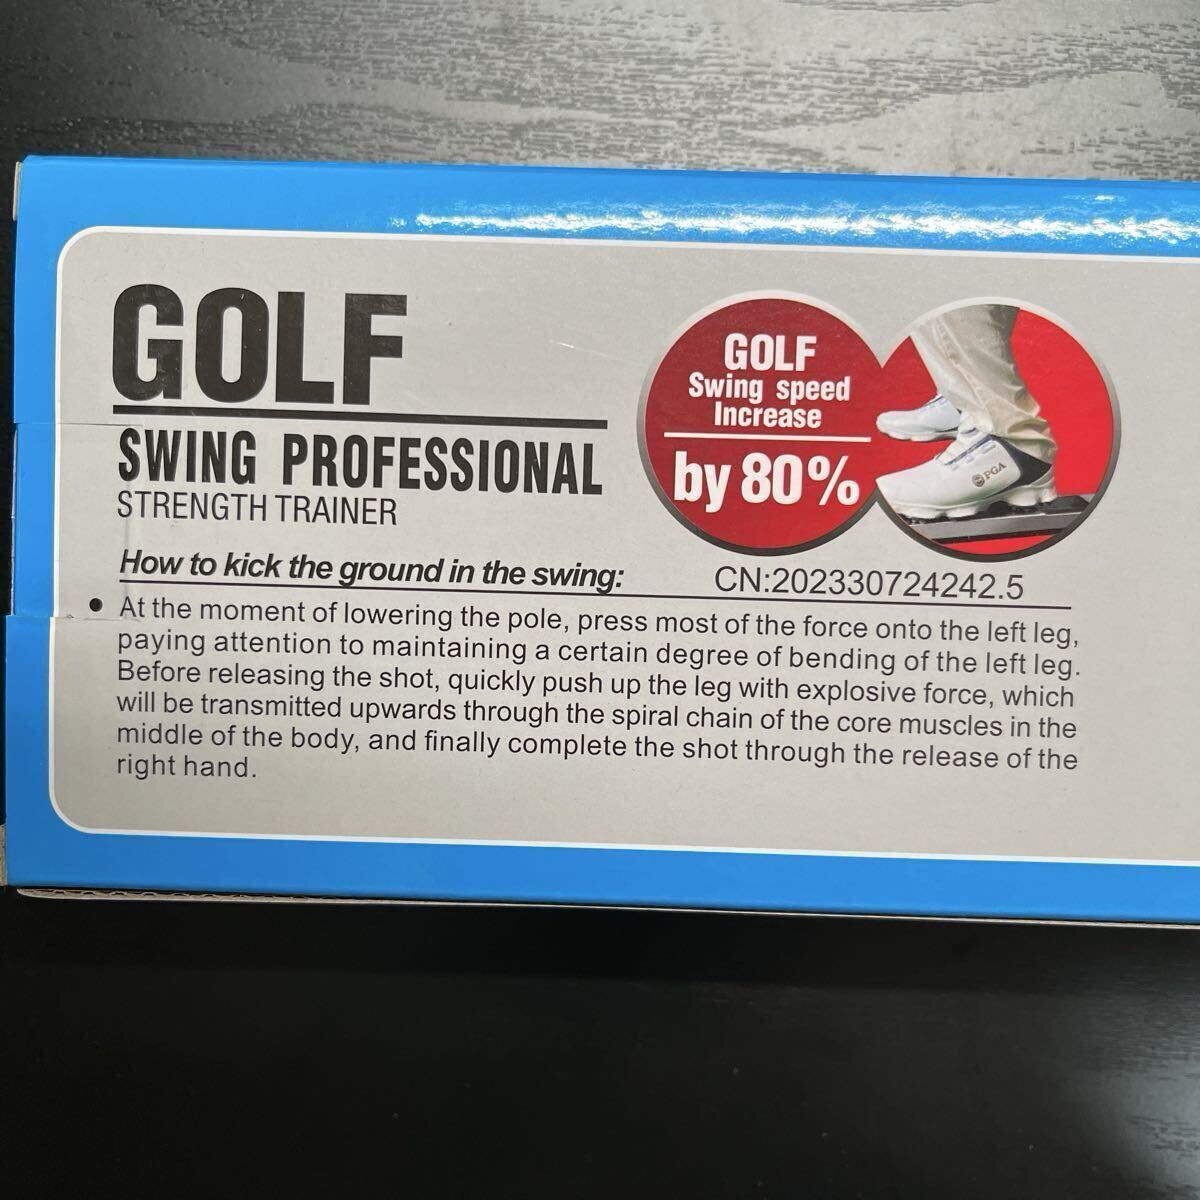 GOLF
SWING PROFESSIONAL
STRENGTH TRAINER
GOLF
Swing speed
Increase
by 80%
PGA
How to kick the ground in the swing:
CN:202330724242.5
• At the moment of lowering the pole, press most of the force onto the left leg,
paying attention to maintaining a certain degree of bending of the left leg.
Before releasing the shot, quickly push up the leg with explosive force, which
will be transmitted upwards through the spiral chain of the core muscles in the
middle of the body, and finally complete the shot through the release of the
right hand.